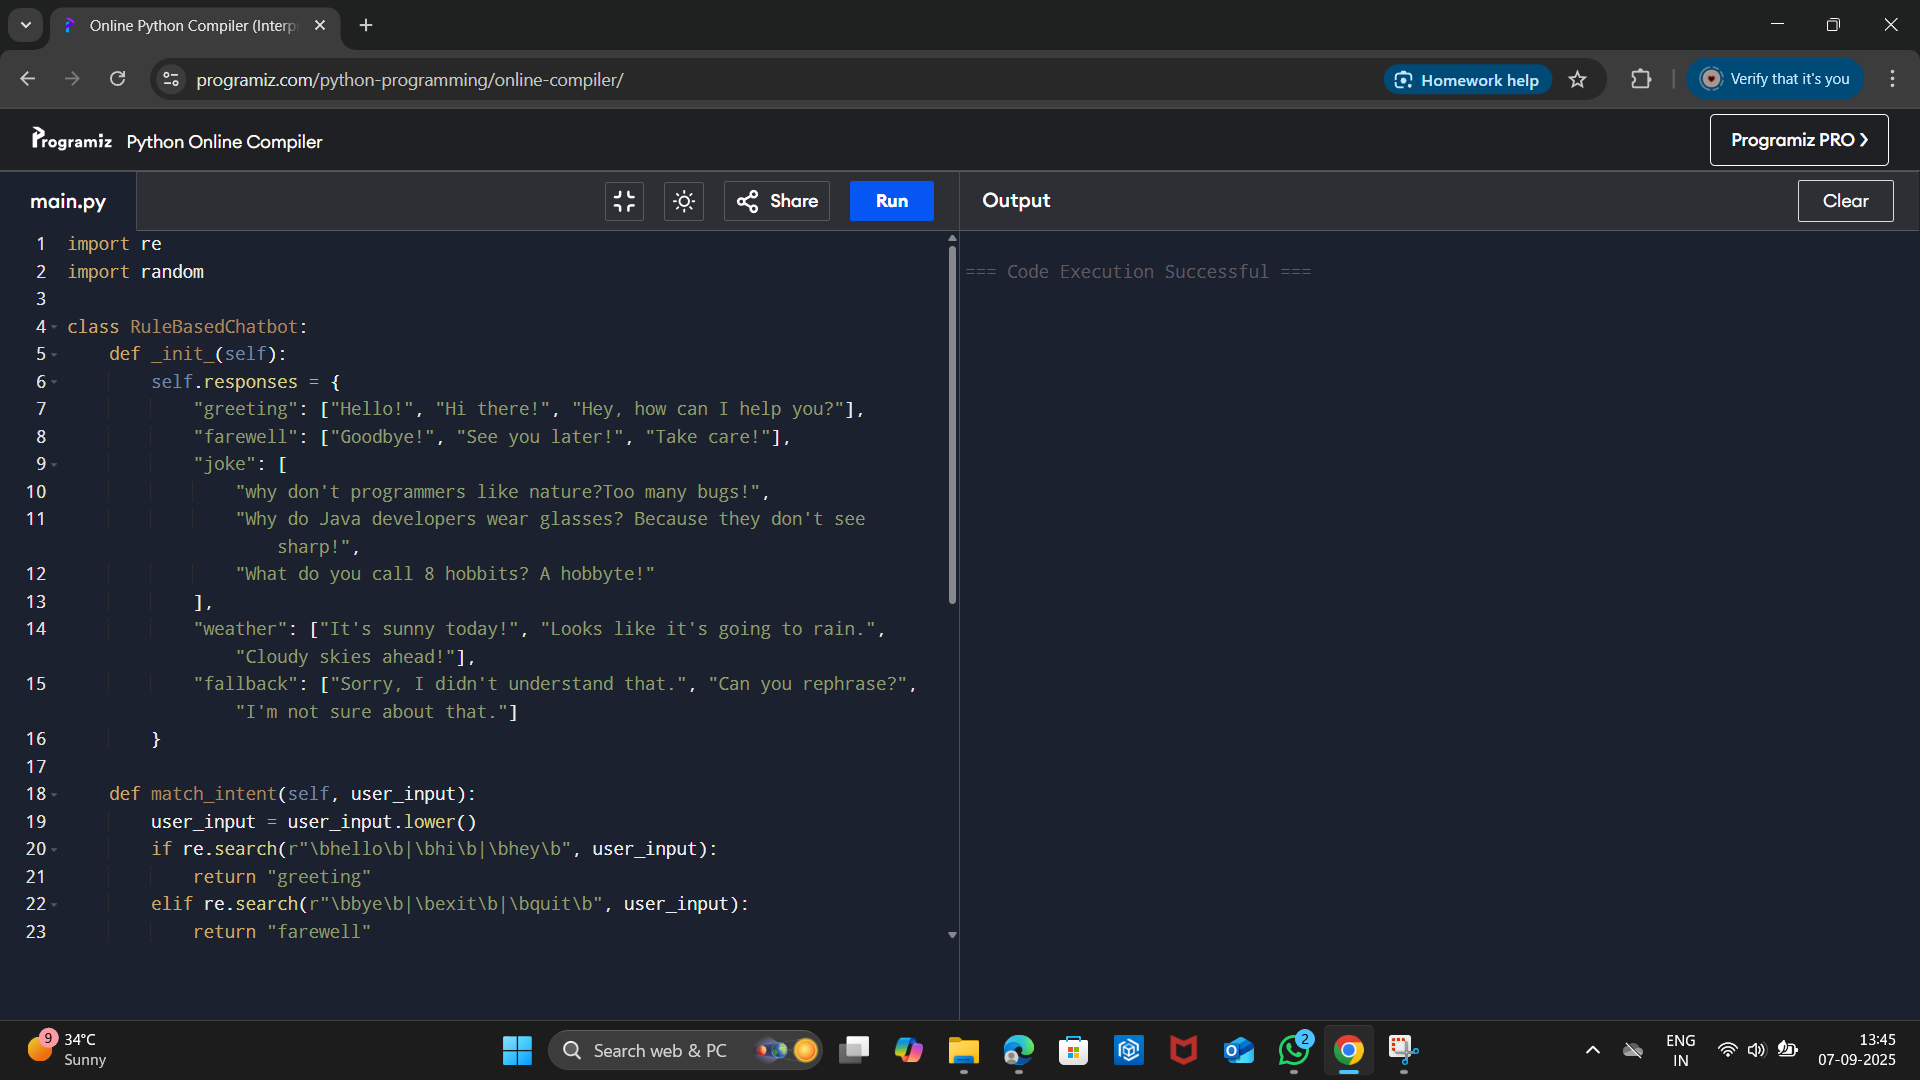 Online Python Compiler (Interp
programiz.com/python-programming/online-compiler/
Homework help
Verify that it's you
Programiz Python Online Compiler
Programiz PRO ❯
main.py
Share
Run
Output
Clear
1 import re
2 import random
3
4 class RuleBasedChatbot:
5 def _init_(self):
6 self.responses = {
7 "greeting": ["Hello!", "Hi there!", "Hey, how can I help you?"],
8 "farewell": ["Goodbye!", "See you later!", "Take care!"],
9 "joke": [
10 "why don't programmers like nature?Too many bugs!",
11 "Why do Java developers wear glasses? Because they don't see
sharp!",
12 "What do you call 8 hobbits? A hobbyte!"
13 ],
14 "weather": ["It's sunny today!", "Looks like it's going to rain.",
"Cloudy skies ahead!"],
15 "fallback": ["Sorry, I didn't understand that.", "Can you rephrase?",
"I'm not sure about that."]
16 }
17
18 def match_intent(self, user_input):
19 user_input = user_input.lower()
20 if re.search(r"\bhello\b|\bhi\b|\bhey\b", user_input):
21 return "greeting"
22 elif re.search(r"\bbye\b|\bexit\b|\bquit\b", user_input):
23 return "farewell"
=== Code Execution Successful ===
9
34°C
Sunny
Search web & PC
2
ENG
IN
13:45
07-09-2025